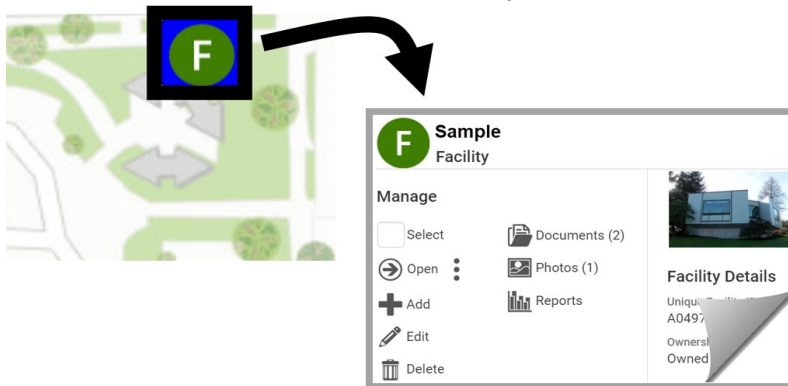 F
F
Sample
Facility
Manage
Select
Documents (2)
Open
Photos (1)
Add
Reports
Edit
Delete
Facility Details
A0497
Owned